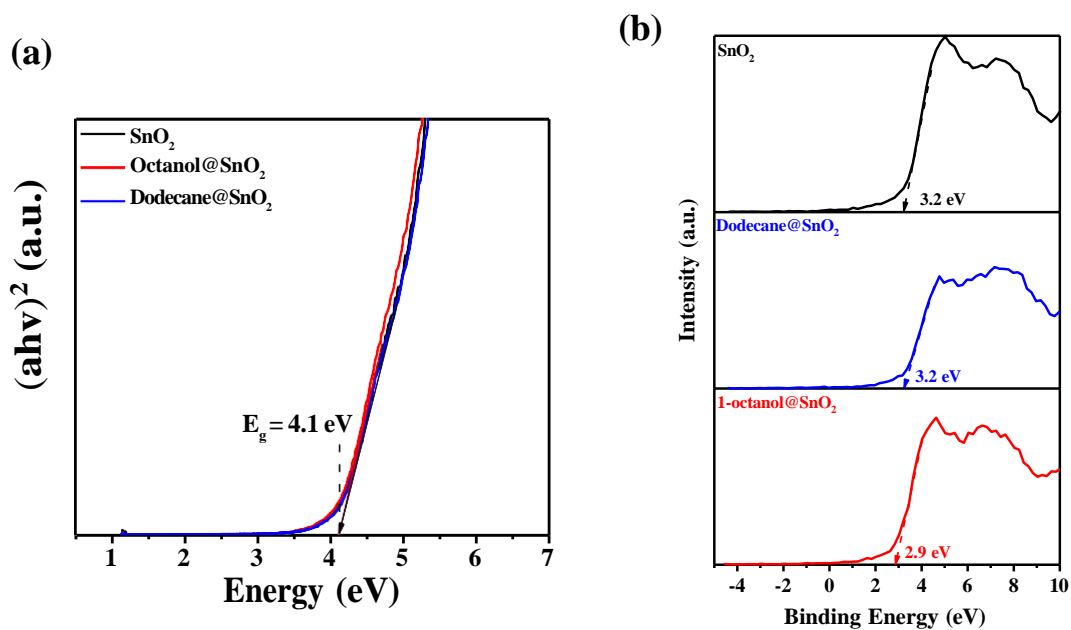 (a)
(ahv)² (a.u.)
SnO₂
Octanol@SnO₂
Dodecane@SnO₂
E_g = 4.1 eV
1 2 3 4 5 6 7
Energy (eV)
(b)
Intensity (a.u.)
SnO₂
3.2 eV
Dodecane@SnO₂
3.2 eV
1-octanol@SnO₂
2.9 eV
-4 -2 0 2 4 6 8 10
Binding Energy (eV)